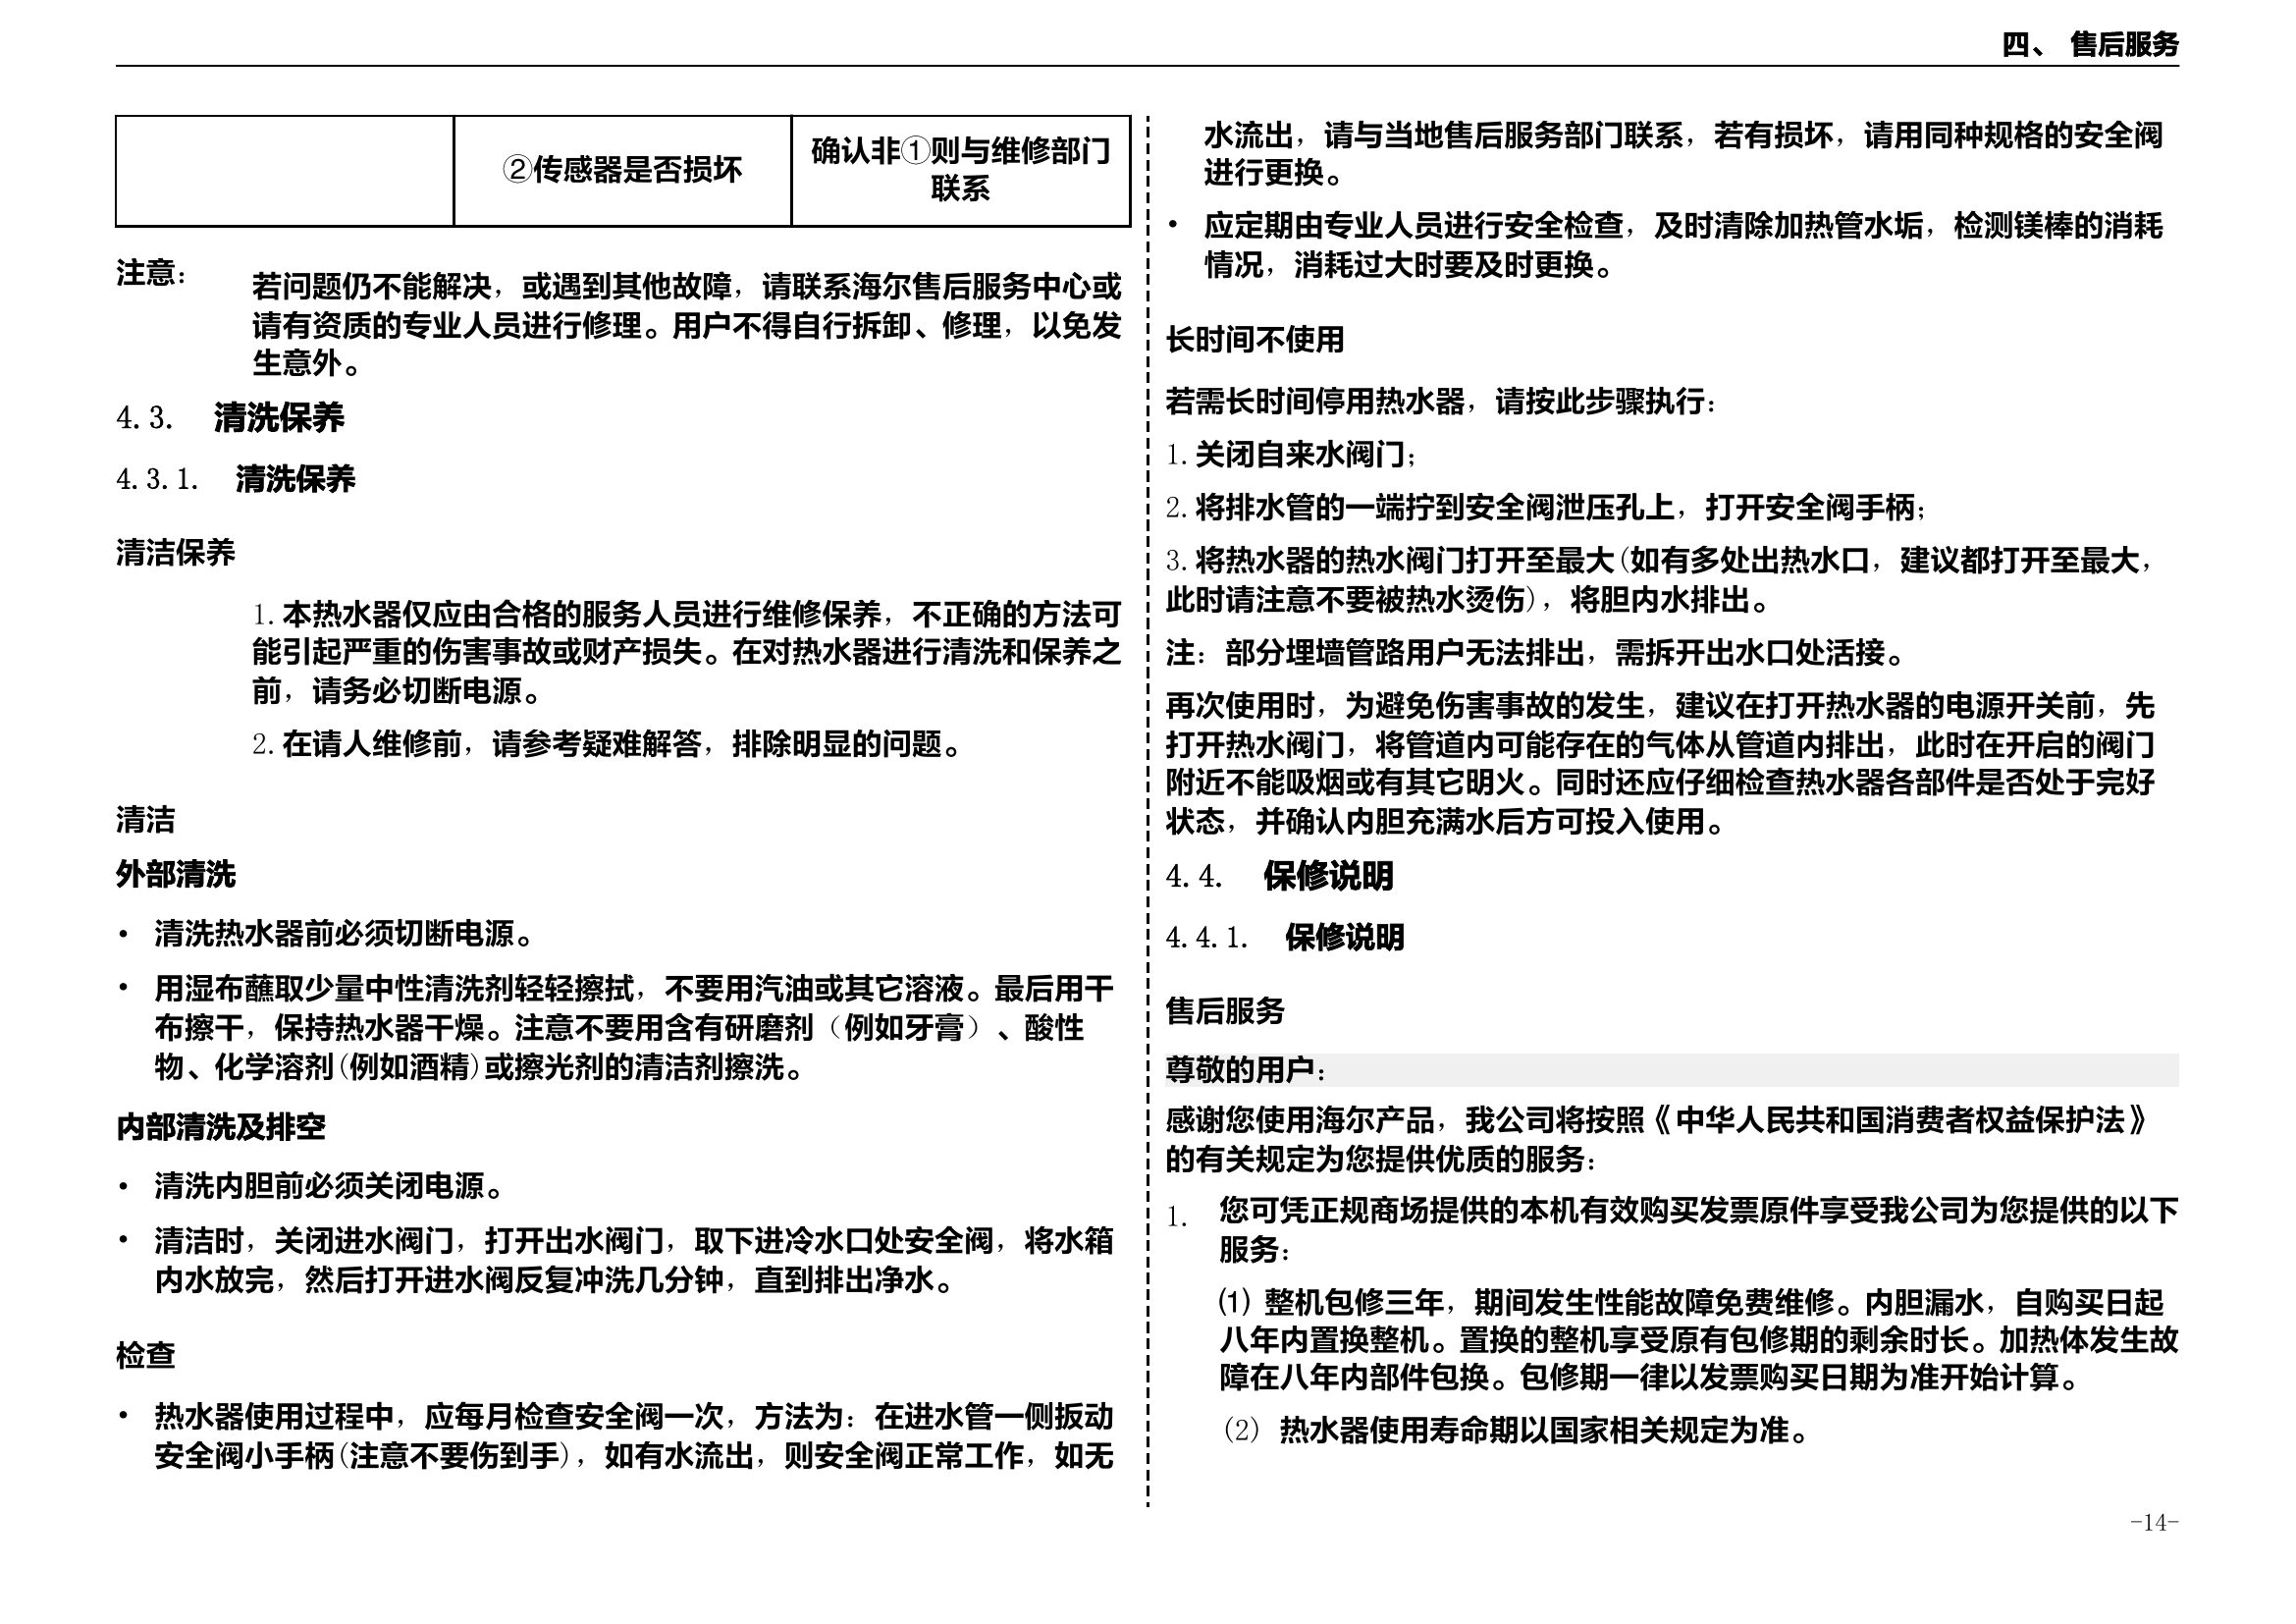 四、 售后服务
②传感器是否损坏
确认非①则与维修部门
联系
注意：
若问题仍不能解决，或遇到其他故障，请联系海尔售后服务中心或
请有资质的专业人员进行修理。用户不得自行拆卸、修理，以免发
生意外。
4.3. 清洗保养
4.3.1. 清洗保养
清洁保养
1.本热水器仅应由合格的服务人员进行维修保养，不正确的方法可
能引起严重的伤害事故或财产损失。在对热水器进行清洗和保养之
前，请务必切断电源。
2.在请人维修前，请参考疑难解答，排除明显的问题。
清洁
外部清洗
• 清洗热水器前必须切断电源。
• 用湿布蘸取少量中性清洗剂轻轻擦拭，不要用汽油或其它溶液。最后用干
布擦干，保持热水器干燥。注意不要用含有研磨剂（例如牙膏）、酸性
物、化学溶剂(例如酒精)或擦光剂的清洁剂擦洗。
内部清洗及排空
• 清洗内胆前必须关闭电源。
• 清洁时，关闭进水阀门，打开出水阀门，取下进冷水口处安全阀，将水箱
内水放完，然后打开进水阀反复冲洗几分钟，直到排出净水。
检查
• 热水器使用过程中，应每月检查安全阀一次，方法为：在进水管一侧扳动
安全阀小手柄(注意不要伤到手)，如有水流出，则安全阀正常工作，如无
水流出，请与当地售后服务部门联系，若有损坏，请用同种规格的安全阀
进行更换。
• 应定期由专业人员进行安全检查，及时清除加热管水垢，检测镁棒的消耗
情况，消耗过大时要及时更换。
长时间不使用
若需长时间停用热水器，请按此步骤执行：
1.关闭自来水阀门；
2.将排水管的一端拧到安全阀泄压孔上，打开安全阀手柄；
3.将热水器的热水阀门打开至最大(如有多处出热水口，建议都打开至最大，
此时请注意不要被热水烫伤)，将胆内水排出。
注：部分埋墙管路用户无法排出，需拆开出水口处活接。
再次使用时，为避免伤害事故的发生，建议在打开热水器的电源开关前，先
打开热水阀门，将管道内可能存在的气体从管道内排出，此时在开启的阀门
附近不能吸烟或有其它明火。同时还应仔细检查热水器各部件是否处于完好
状态，并确认内胆充满水后方可投入使用。
4.4. 保修说明
4.4.1. 保修说明
售后服务
尊敬的用户：
感谢您使用海尔产品，我公司将按照《中华人民共和国消费者权益保护法》
的有关规定为您提供优质的服务：
1. 您可凭正规商场提供的本机有效购买发票原件享受我公司为您提供的以下
服务：
⑴ 整机包修三年，期间发生性能故障免费维修。内胆漏水，自购买日起
八年内置换整机。置换的整机享受原有包修期的剩余时长。加热体发生故
障在八年内部件包换。包修期一律以发票购买日期为准开始计算。
(2) 热水器使用寿命期以国家相关规定为准。
-14-